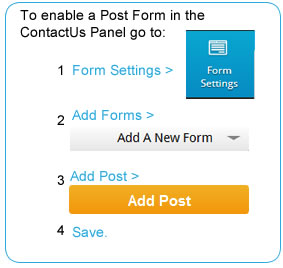 To enable a Post Form in the
ContactUs Panel go to:
1 Form Settings >
Form
Settings
2 Add Forms >
Add A New Form
3 Add Post >
Add Post
4 Save.